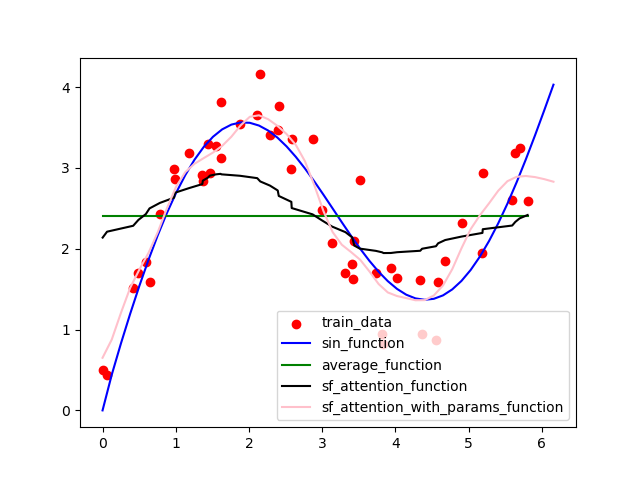 4
3
2
1
0
0 1 2 3 4 5 6
train_data
sin_function
average_function
sf_attention_function
sf_attention_with_params_function